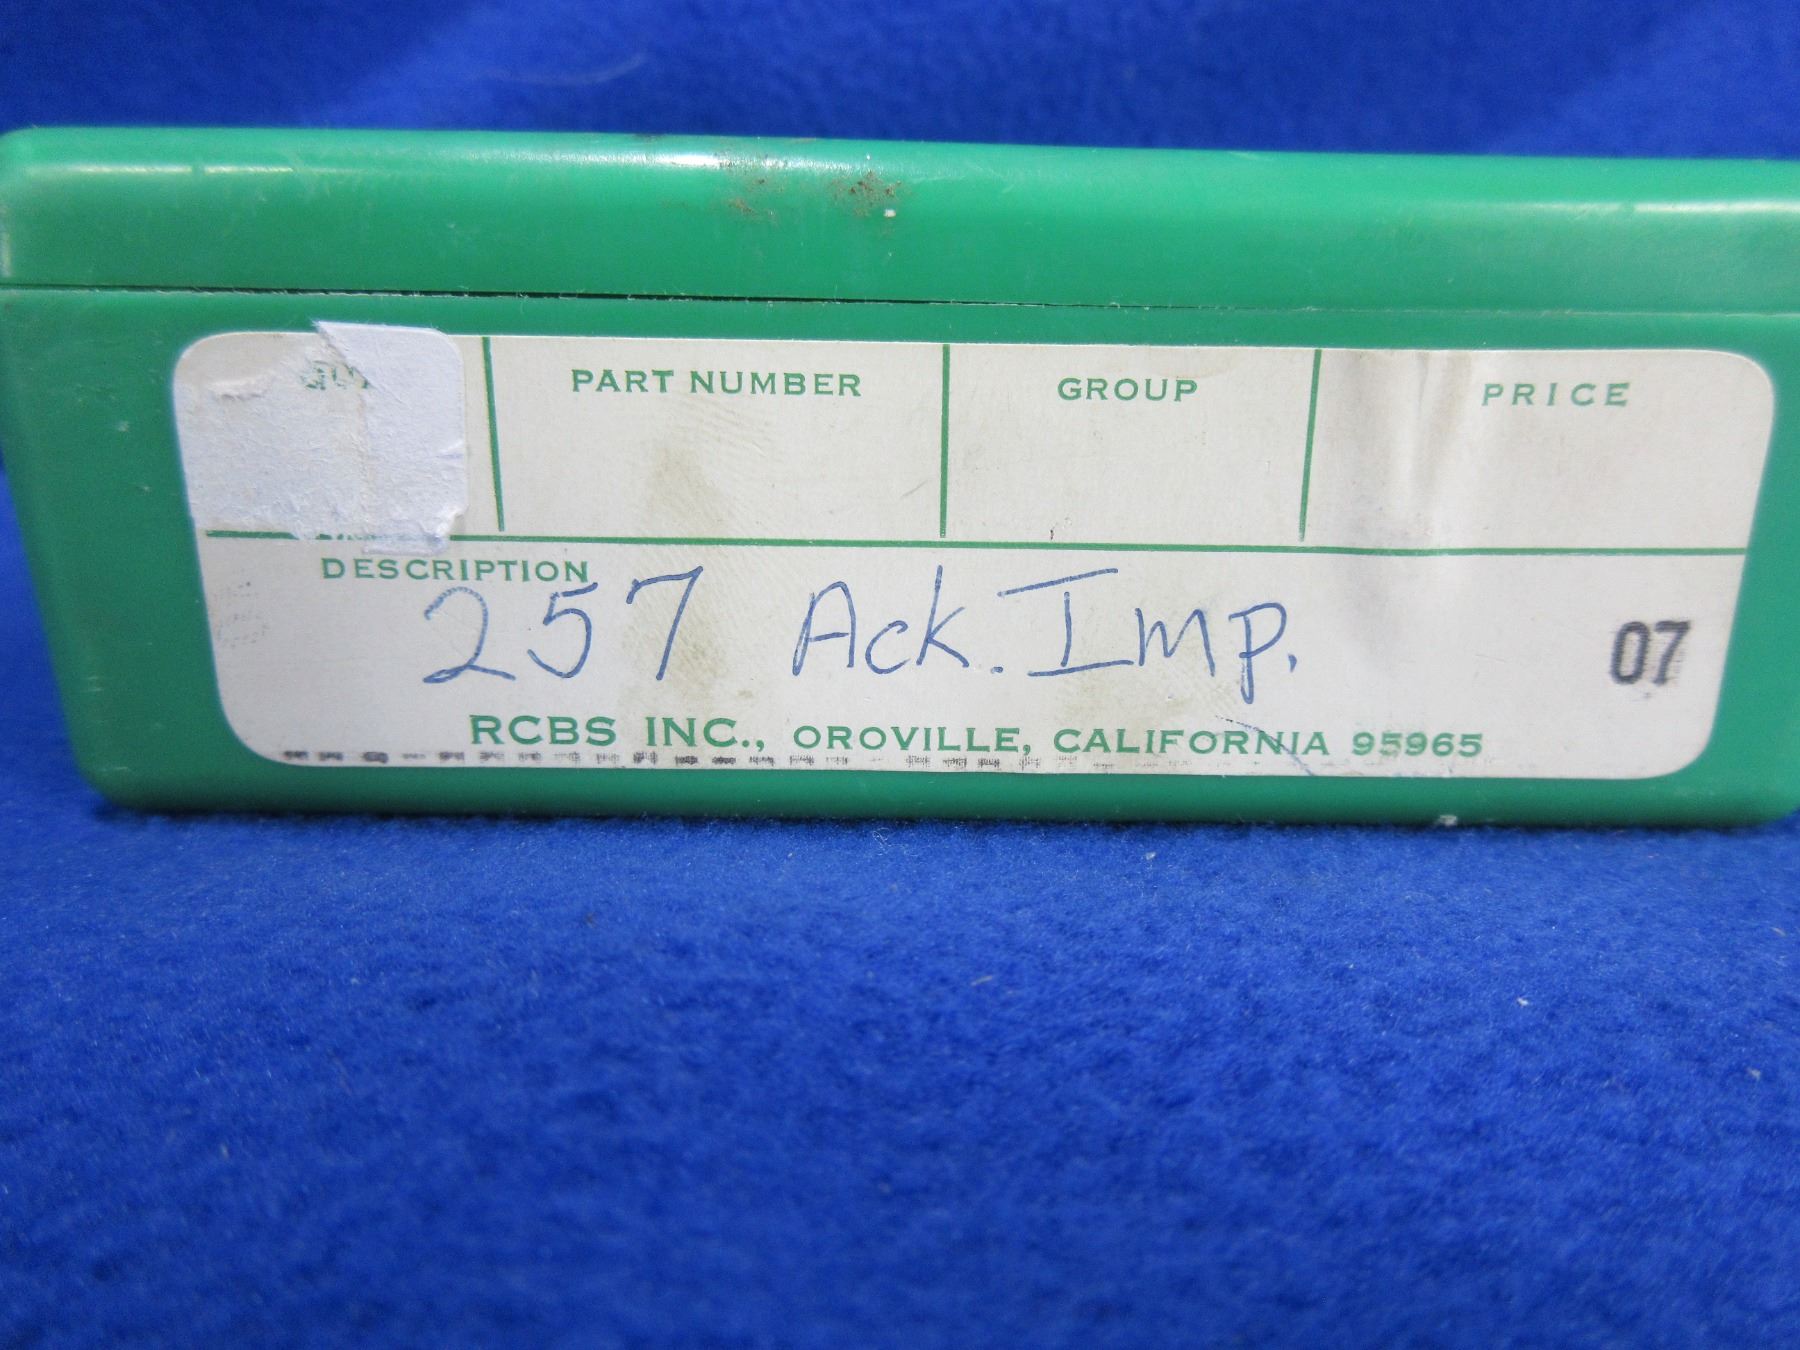 PART NUMBER GROUP PRICE
DESCRIPTION
257 Ack. Imp.
07
RCBS INC., OROVILLE, CALIFORNIA 95965